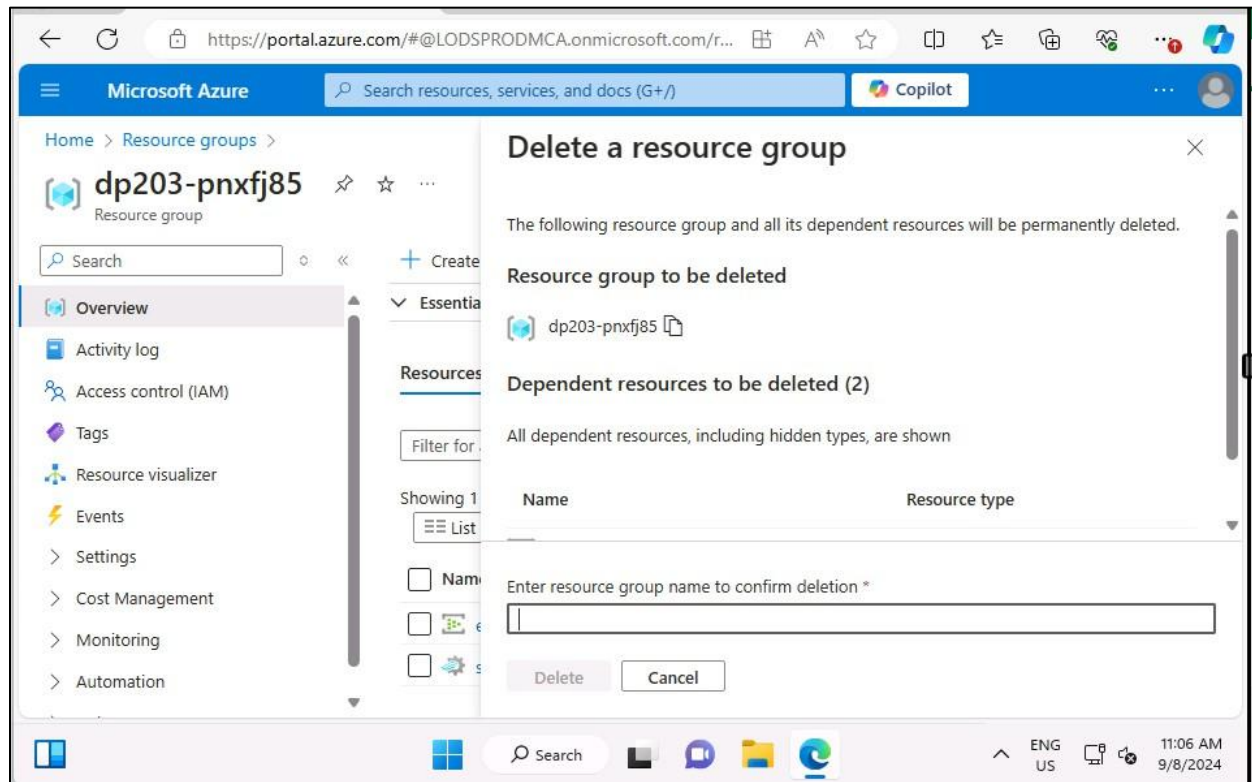 https://portal.azure.com/#@LODSPRODMCA.onmicrosoft.com/r...
Microsoft Azure
Search resources, services, and docs (G+/)
Copilot
Home > Resource groups >
dp203-pnxfj85
Resource group
Search
Overview
Activity log
Access control (IAM)
Tags
Resource visualizer
Events
Settings
Cost Management
Monitoring
Automation
+ Create
Essentia
Resources
Filter for
Showing 1
List
Nam
e
s
Delete a resource group
The following resource group and all its dependent resources will be permanently deleted.
Resource group to be deleted
dp203-pnxfj85
Dependent resources to be deleted (2)
All dependent resources, including hidden types, are shown
Name Resource type
Enter resource group name to confirm deletion *
Delete Cancel
Search
ENG
US
11:06 AM
9/8/2024